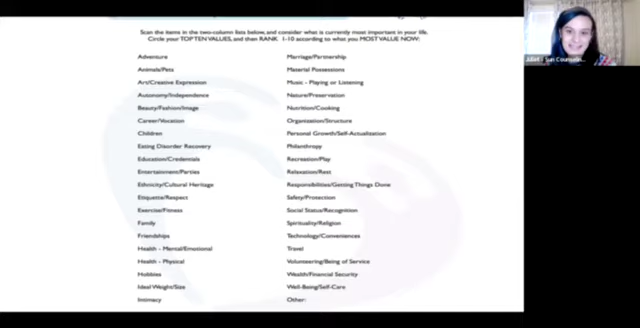 Scan the items in the two-column lists below, and consider what is currently most important in your life.
Circle your TOP TEN VALUES, and then RANK 1-10 according to what you MOST VALUE NOW:
Adventure
Animals/Pets
Art/Creative Expression
Autonomy/Independence
Beauty/Fashion/Image
Career/Vocation
Children
Eating Disorder Recovery
Education/Credentials
Entertainment/Parties
Ethnicity/Cultural Heritage
Etiquette/Respect
Exercise/Fitness
Family
Friendships
Health - Mental/Emotional
Health - Physical
Hobbies
Ideal Weight/Size
Intimacy
Marriage/Partnership
Material Possessions
Music - Playing or Listening
Nature/Preservation
Nutrition/Cooking
Organization/Structure
Personal Growth/Self-Actualization
Philanthropy
Recreation/Play
Relaxation/Rest
Responsibilities/Getting Things Done
Safety/Protection
Social Status/Recognition
Spirituality/Religion
Technology/Conveniences
Travel
Volunteering/Being of Service
Wealth/Financial Security
Well-Being/Self-Care
Other: